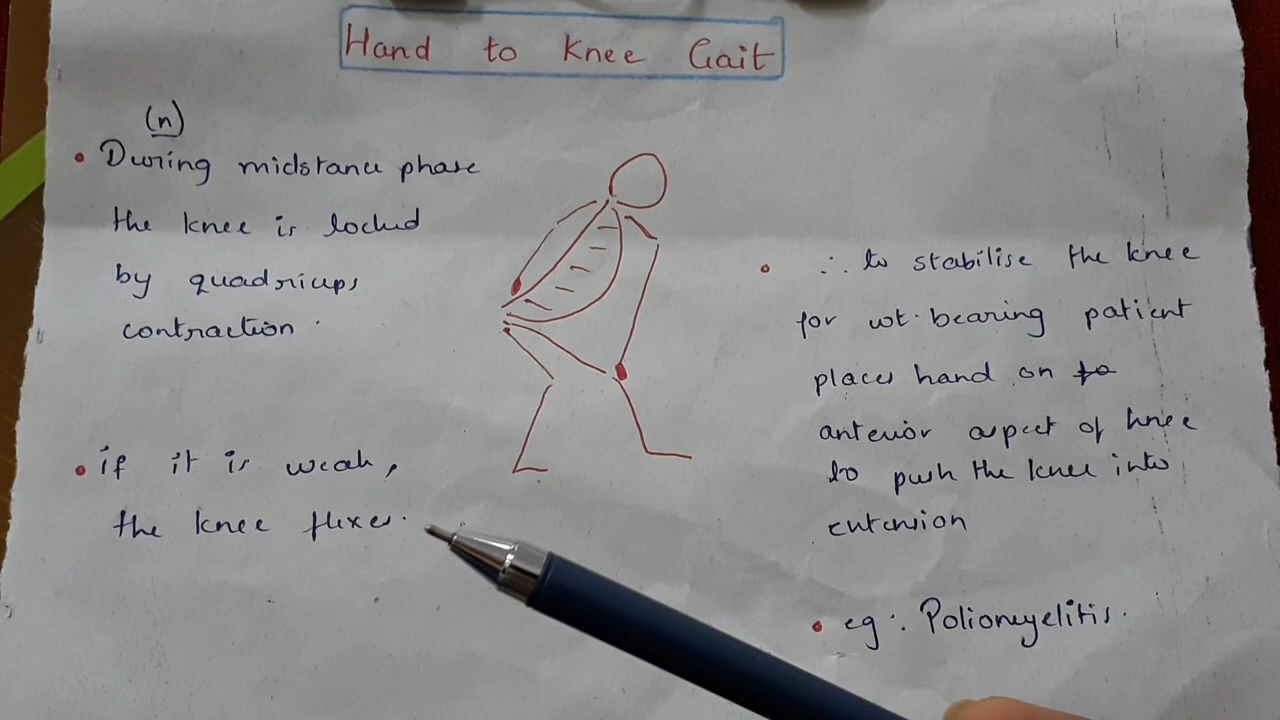 Hand to Knee Gait
(n)
• During midstance phase
the knee is locked
by quadriceps
contraction.
• if it is weak,
the knee flexes.
• ∴ to stabilise the knee
for wt. bearing patient
places hand on
anterior aspect of knee
to push the knee into
extension
• eg: Poliomyelitis.